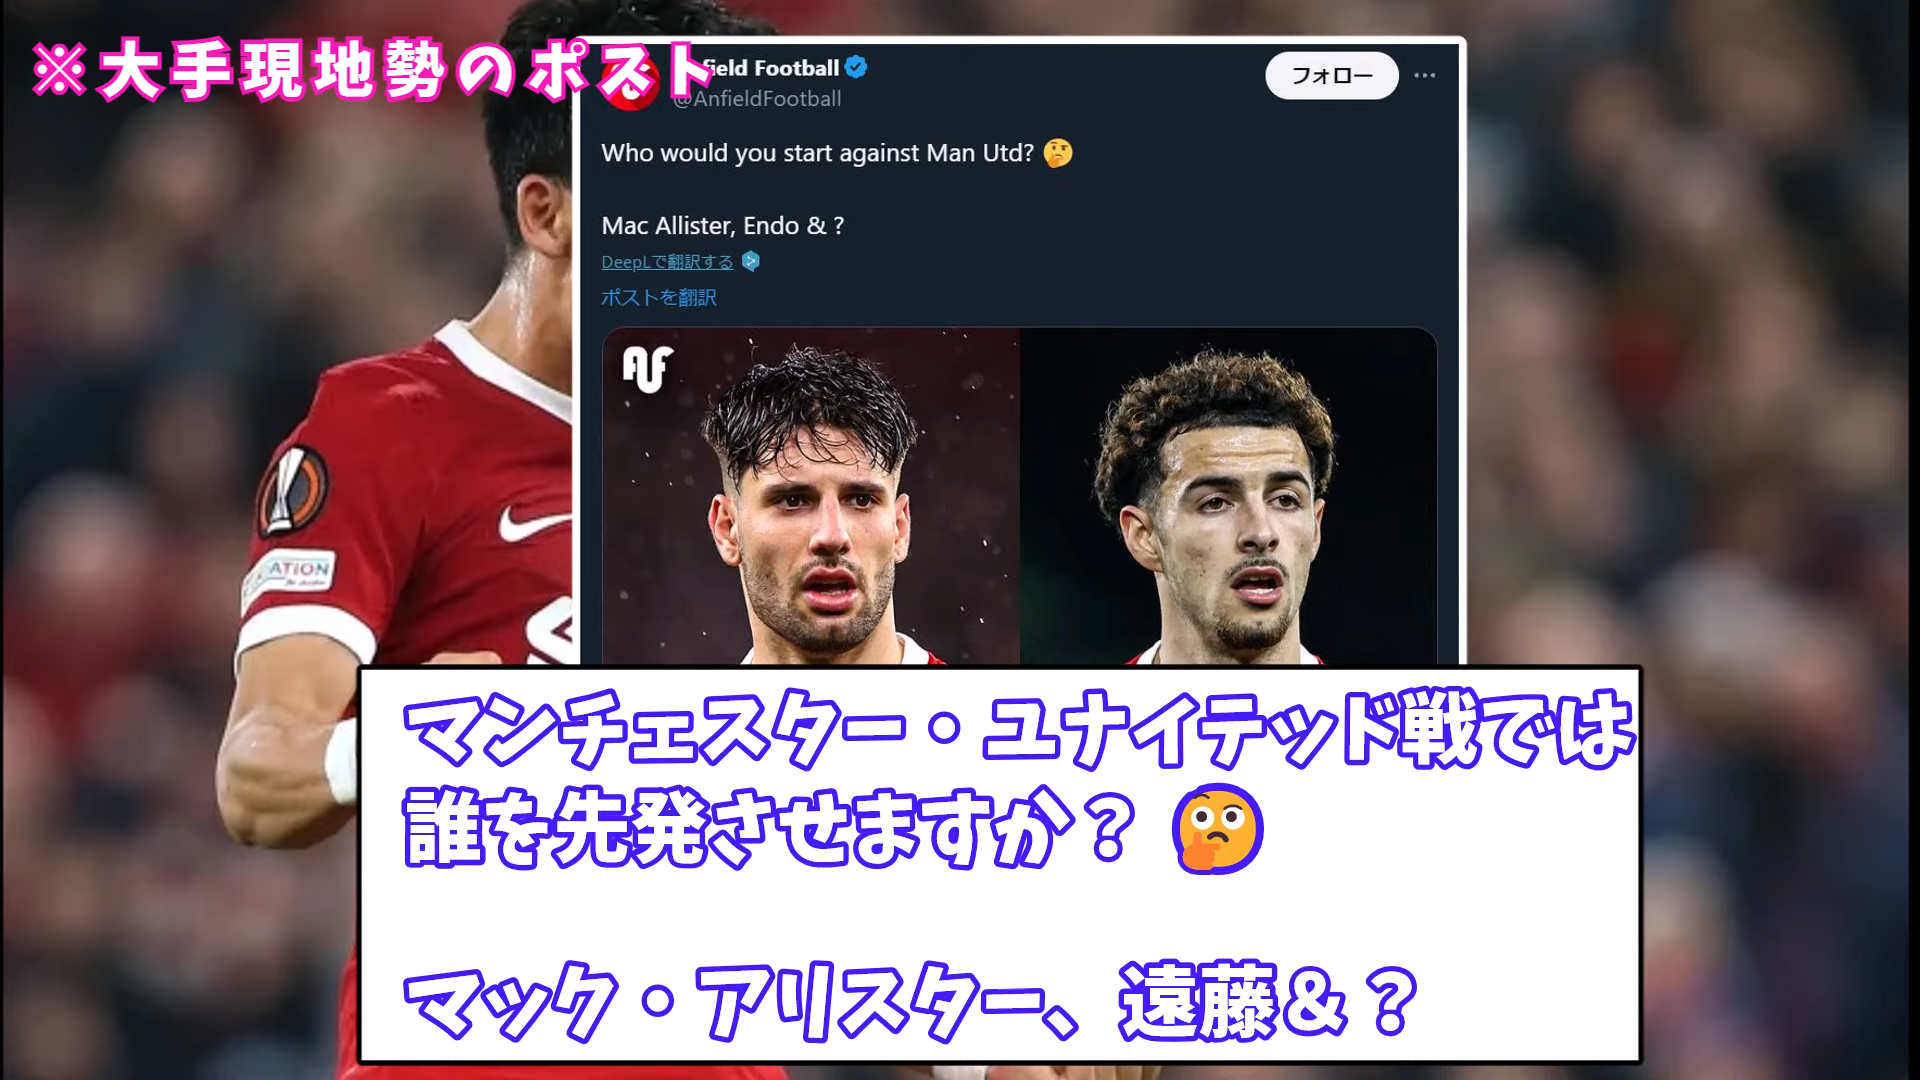 ※大手現地勢のポスト
field Football
@AnfieldFootball
フォロー
Who would you start against Man Utd? 🤔
Mac Allister, Endo & ?
DeepLで翻訳する
ポストを翻訳
AF
ATION
マンチェスター・ユナイテッド戦では
誰を先発させますか？🤔
マック・アリスター、遠藤＆？